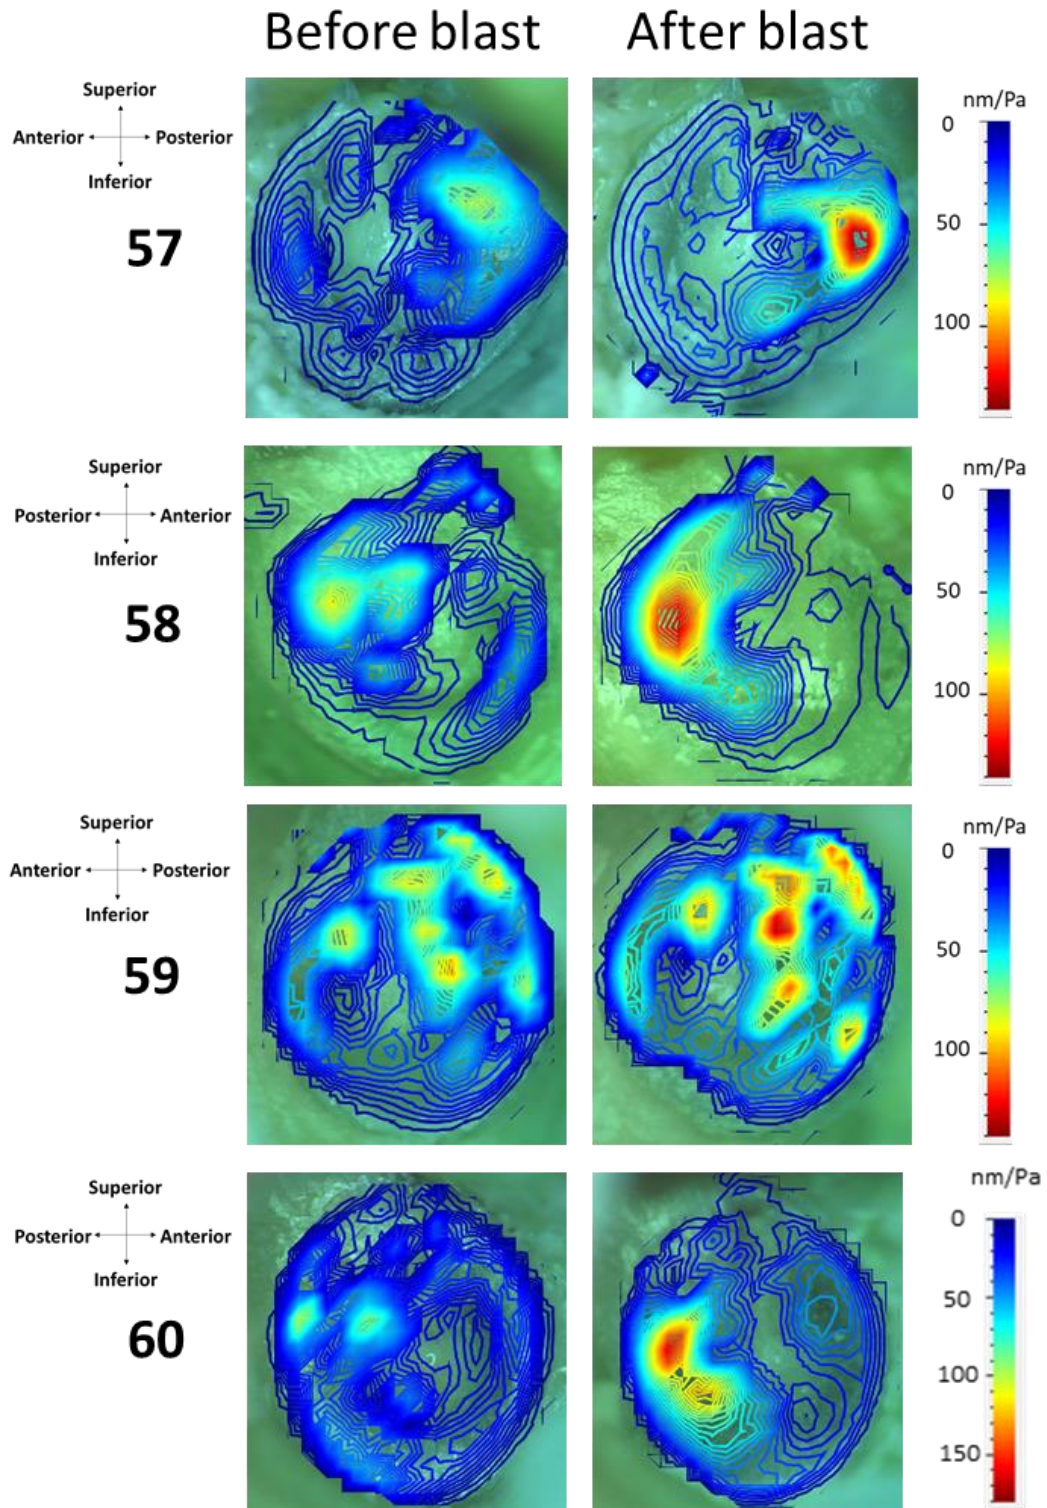 Before blast After blast
Superior
Anterior Posterior
Inferior
57
nm/Pa
0
50
100
Superior
Posterior Anterior
Inferior
58
nm/Pa
0
50
100
Superior
Anterior Posterior
Inferior
59
nm/Pa
0
50
100
Superior
Posterior Anterior
Inferior
60
nm/Pa
0
50
100
150